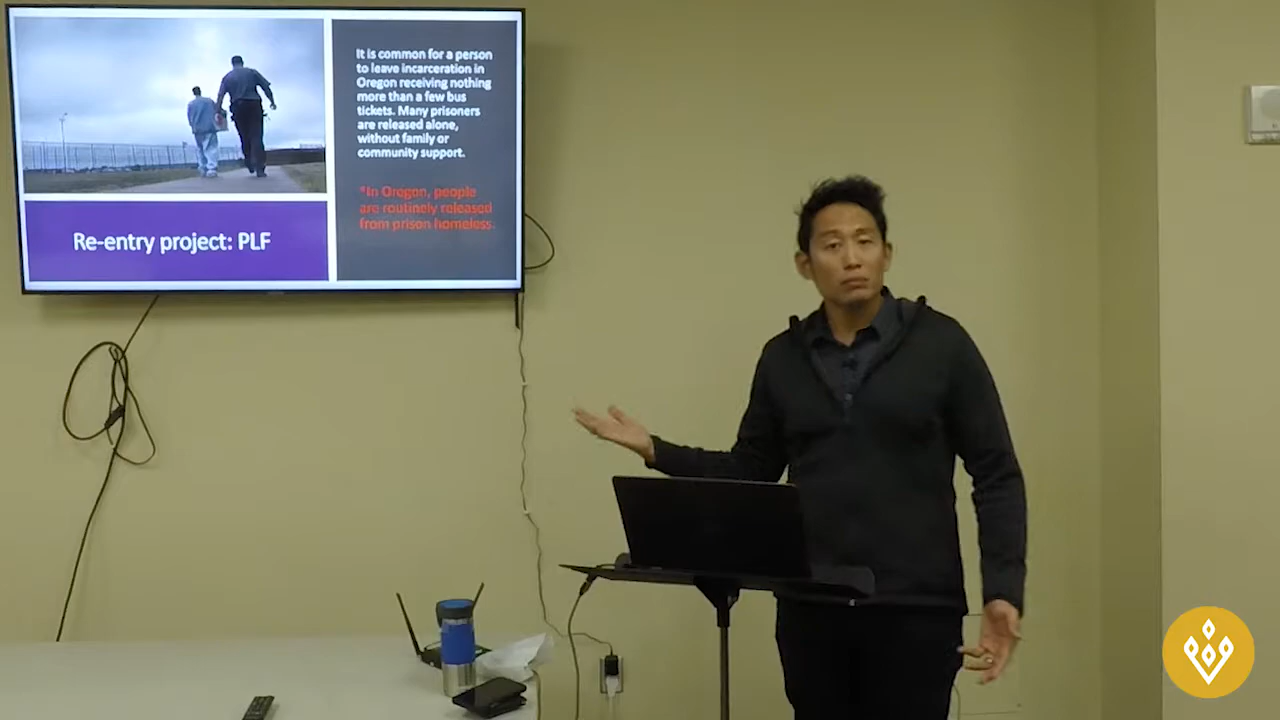 It is common for a person
to leave incarceration in
Oregon receiving nothing
more than a few bus
tickets. Many prisoners
are released alone,
without family or
community support.
*In Oregon, people
are routinely released
from prison homeless.
Re-entry project: PLF